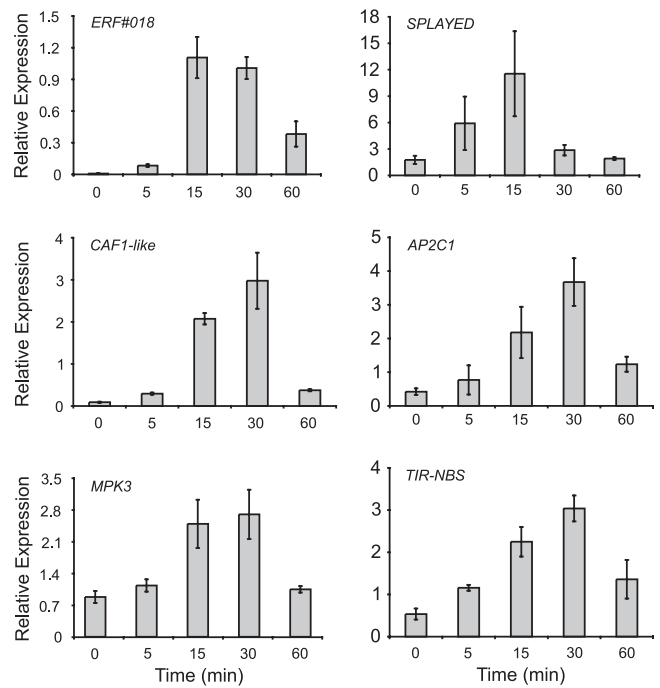 ERF#018
Relative Expression
1.5
1.2
0.9
0.6
0.3
0
0 5 15 30 60
SPLAYED
18
15
12
9
6
3
0
0 5 15 30 60
CAF1-like
Relative Expression
4
3
2
1
0
0 5 15 30 60
AP2C1
5
4
3
2
1
0
0 5 15 30 60
MPK3
Relative Expression
3.5
2.8
2.1
1.4
0.7
0
0 5 15 30 60
Time (min)
TIR-NBS
4
3
2
1
0
0 5 15 30 60
Time (min)